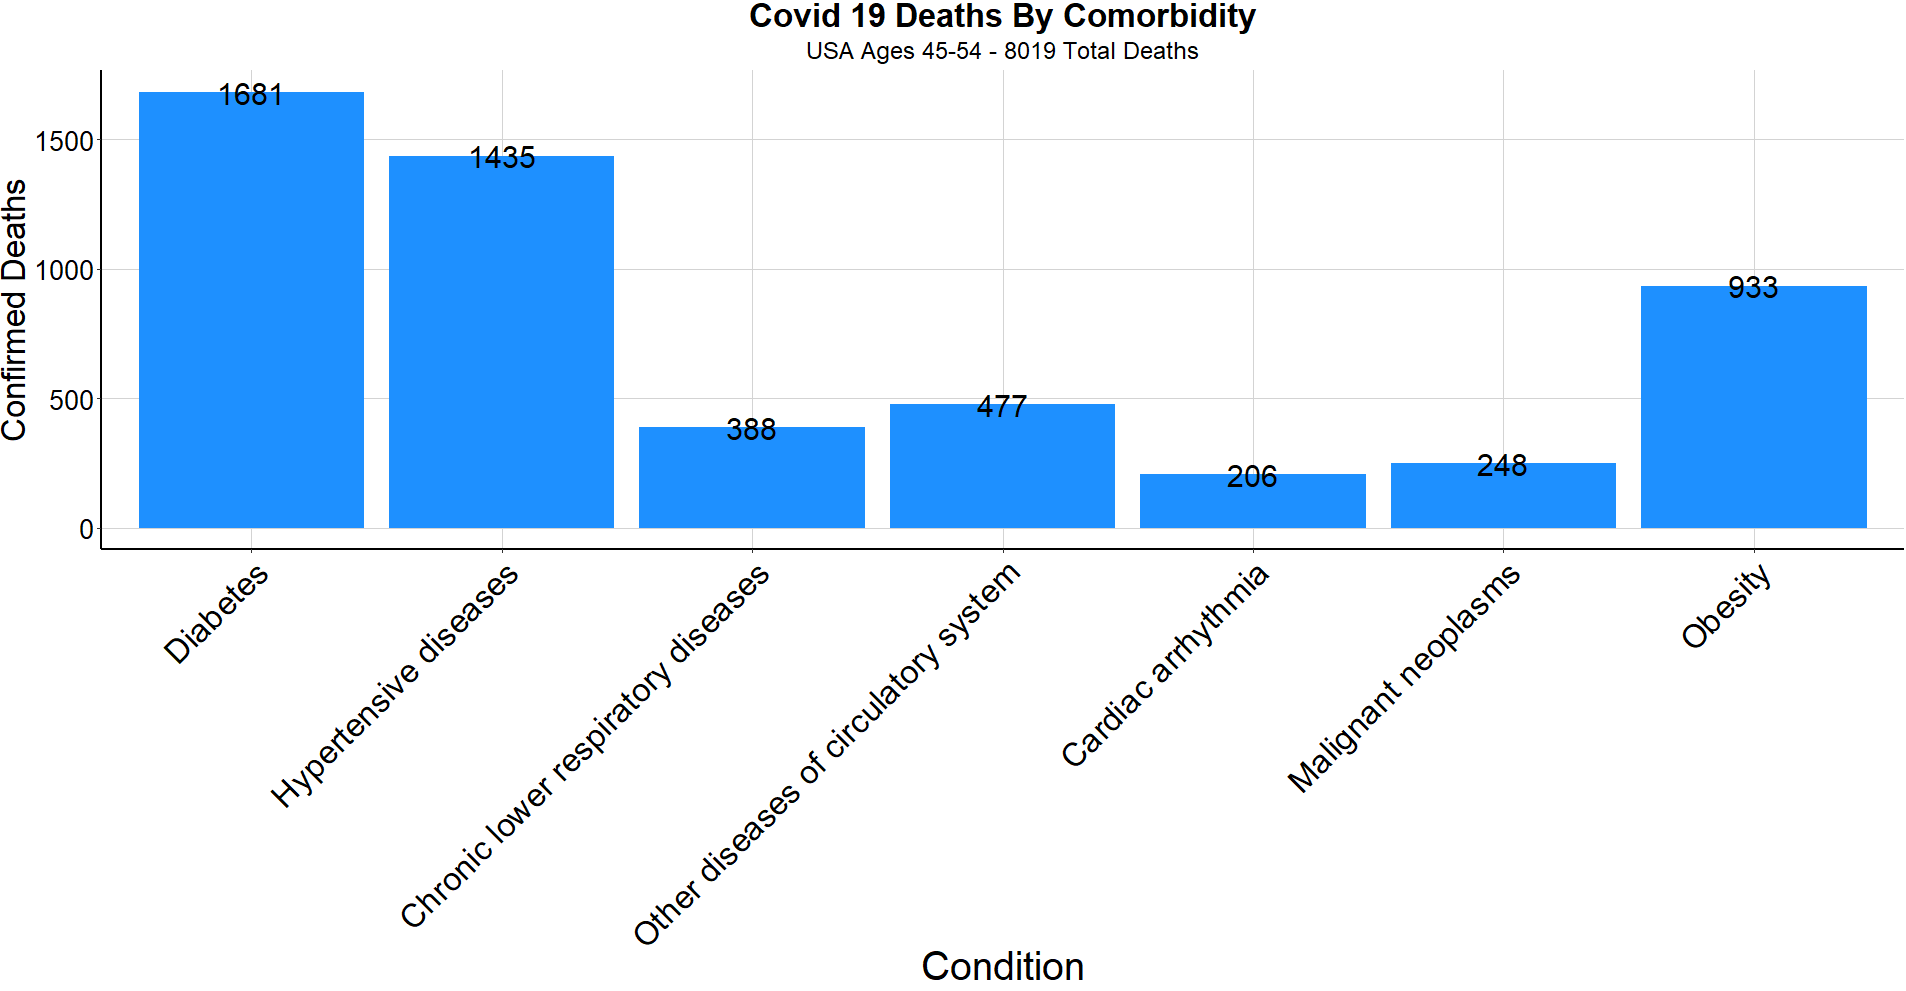 Covid 19 Deaths By Comorbidity
USA Ages 45-54 - 8019 Total Deaths
Confirmed Deaths
1500
1000
500
0
1681
1435
388
477
206
248
933
Diabetes
Hypertensive diseases
Chronic lower respiratory diseases
Other diseases of circulatory system
Cardiac arrhythmia
Malignant neoplasms
Obesity
Condition